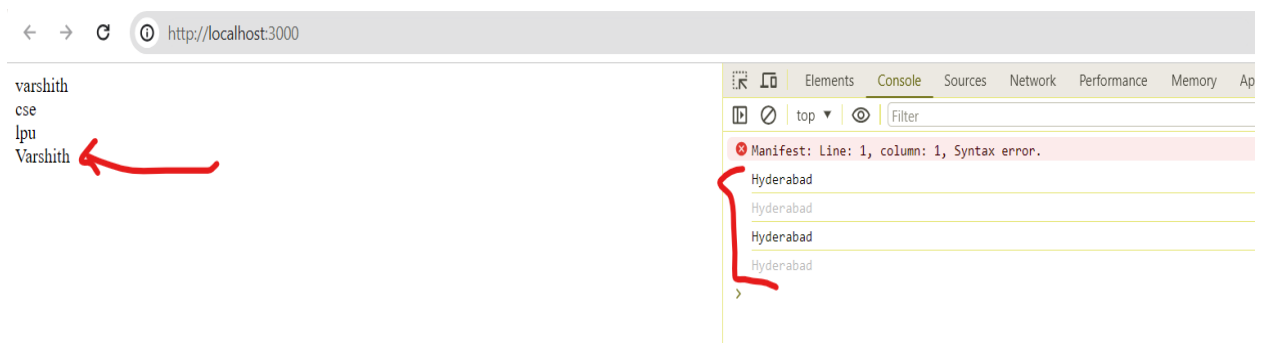 http://localhost:3000
varshith
cse
lpu
Varshith
Elements Console Sources Network Performance Memory Ap
top Filter
Manifest: Line: 1, column: 1, Syntax error.
Hyderabad
Hyderabad
Hyderabad
Hyderabad